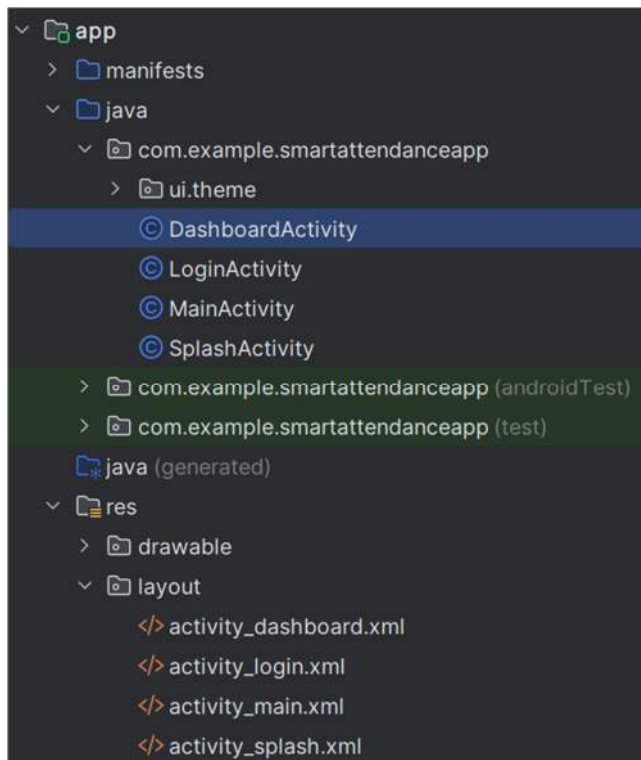 app
manifests
java
com.example.smartattendanceapp
ui.theme
DashboardActivity
LoginActivity
MainActivity
SplashActivity
com.example.smartattendanceapp (androidTest)
com.example.smartattendanceapp (test)
java (generated)
res
drawable
layout
activity_dashboard.xml
activity_login.xml
activity_main.xml
activity_splash.xml